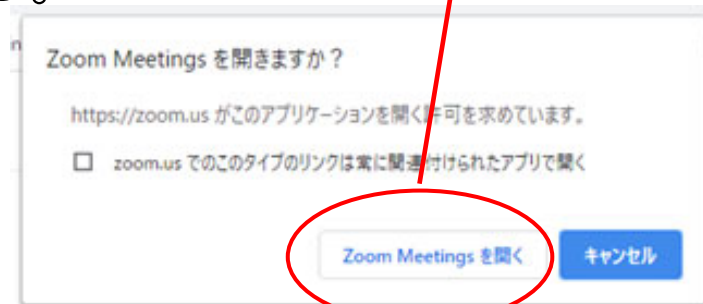 Zoom Meetings を開きますか？
https://zoom.us がこのアプリケーションを開く許可を求めています。
zoom.us でのこのタイプのリンクは常に関連付けられたアプリで開く
Zoom Meetings を開く キャンセル